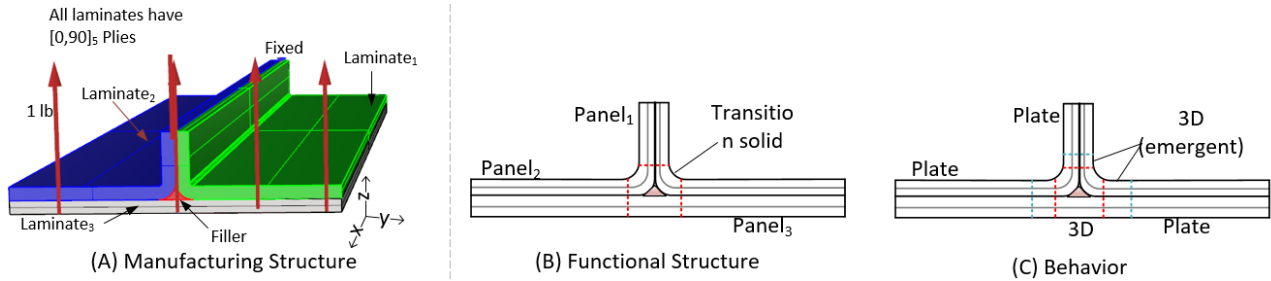 All laminates have
[0,90]₅ Plies
Fixed
Laminate₁
Laminate₂
1 lb
Laminate₃
Filler
z
y
x
(A) Manufacturing Structure
Panel₁
Transitio
n solid
Panel₂
Panel₃
(B) Functional Structure
Plate
3D
(emergent)
Plate
3D
Plate
(C) Behavior